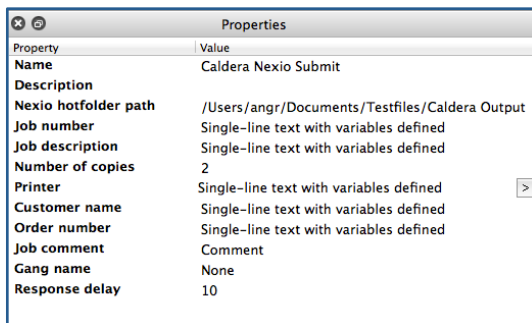 Properties
Property Value
Name Caldera Nexio Submit
Description
Nexio hotfolder path /Users/angr/Documents/Testfiles/Caldera Output
Job number Single-line text with variables defined
Job description Single-line text with variables defined
Number of copies 2
Printer Single-line text with variables defined >
Customer name Single-line text with variables defined
Order number Single-line text with variables defined
Job comment Comment
Gang name None
Response delay 10